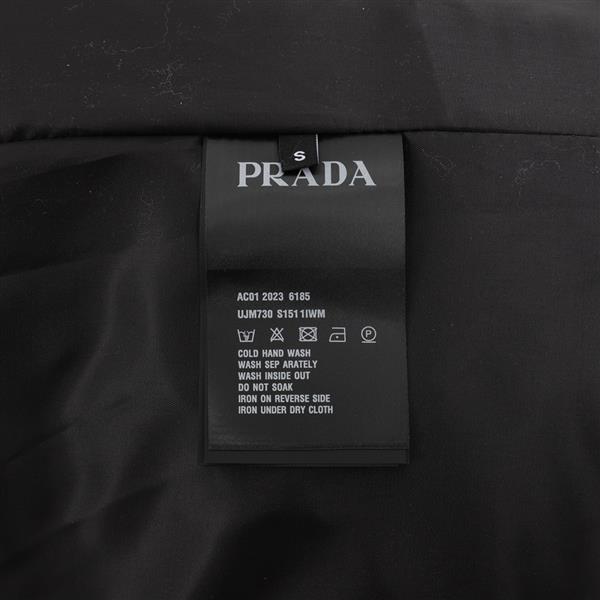 S
PRADA
AC01 2023 6185
UJM730 S1511IWM
P
COLD HAND WASH
WASH SEP ARATELY
WASH INSIDE OUT
DO NOT SOAK
IRON ON REVERSE SIDE
IRON UNDER DRY CLOTH